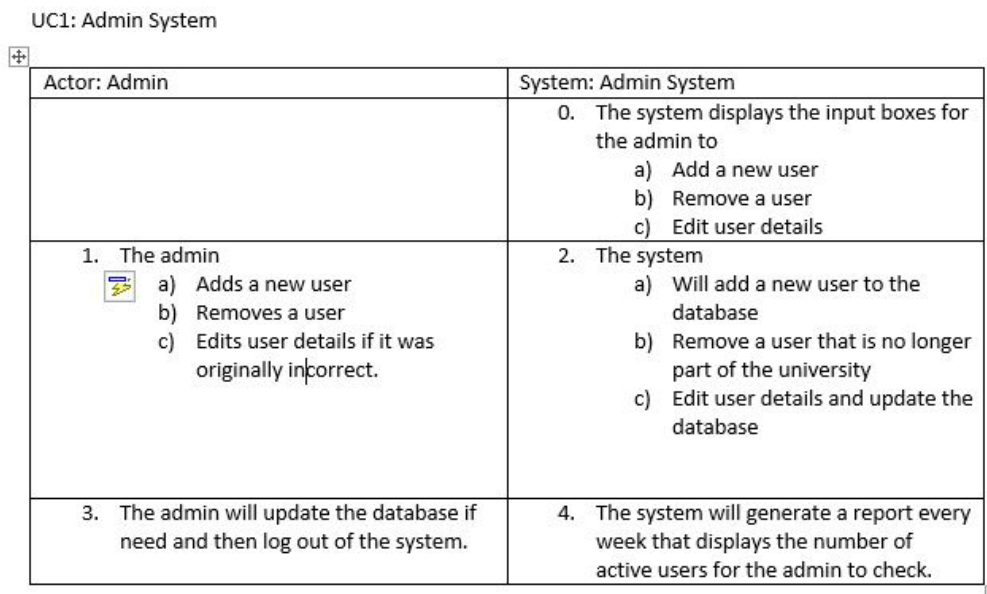 UC1: Admin System
Actor: Admin
System: Admin System
0. The system displays the input boxes for
the admin to
a) Add a new user
b) Remove a user
c) Edit user details
1. The admin
a) Adds a new user
b) Removes a user
c) Edits user details if it was
originally incorrect.
2. The system
a) Will add a new user to the
database
b) Remove a user that is no longer
part of the university
c) Edit user details and update the
database
3. The admin will update the database if
need and then log out of the system.
4. The system will generate a report every
week that displays the number of
active users for the admin to check.